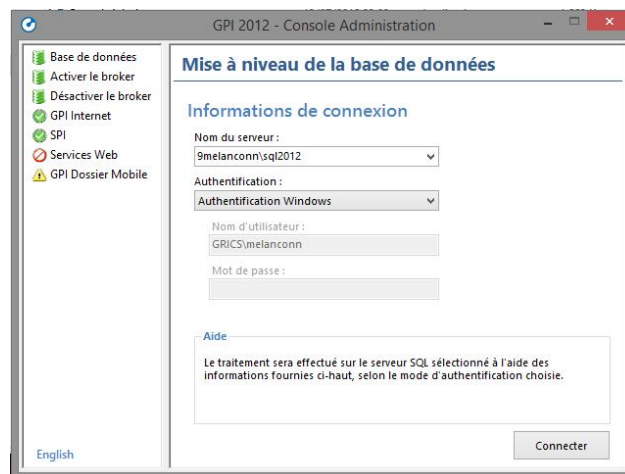 GPI 2012 - Console Administration
Base de données
Activer le broker
Désactiver le broker
GPI Internet
SPI
Services Web
GPI Dossier Mobile
English
Mise à niveau de la base de données
Informations de connexion
Nom du serveur :
9melanconn\sql2012
Authentification :
Authentification Windows
Nom d'utilisateur :
GRICS\melanconn
Mot de passe :
Aide
Le traitement sera effectué sur le serveur SQL sélectionné à l'aide des
informations fournies ci-haut, selon le mode d'authentification choisie.
Connecter